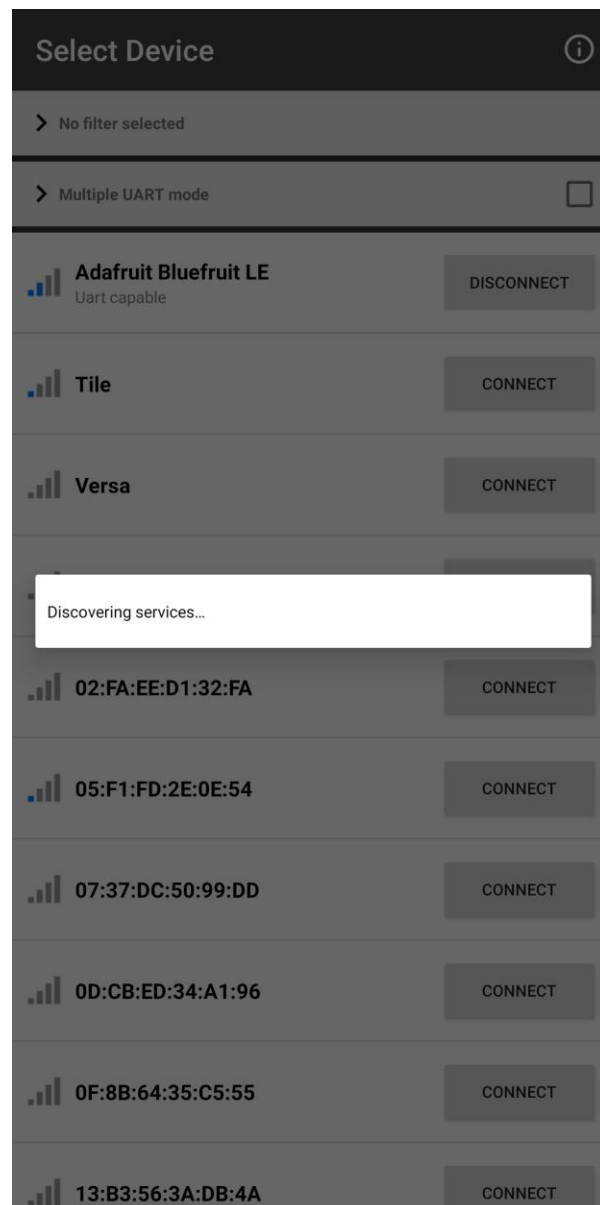 Select Device
No filter selected
Multiple UART mode
Adafruit Bluefruit LE
Uart capable
DISCONNECT
Tile
CONNECT
Versa
CONNECT
Discovering services...
02:FA:EE:D1:32:FA
CONNECT
05:F1:FD:2E:0E:54
CONNECT
07:37:DC:50:99:DD
CONNECT
0D:CB:ED:34:A1:96
CONNECT
0F:8B:64:35:C5:55
CONNECT
13:B3:56:3A:DB:4A
CONNECT